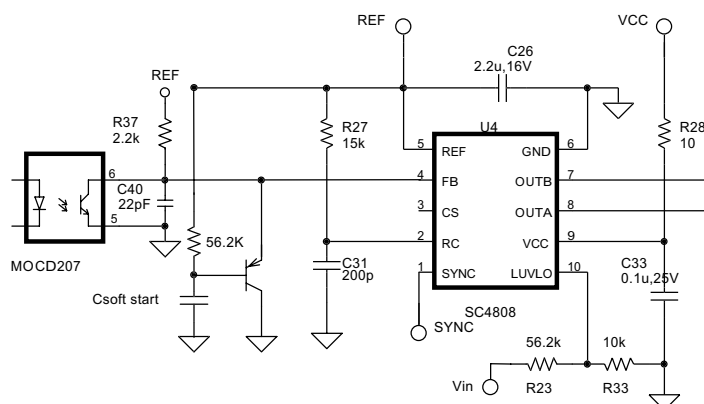 REF
VCC
C26
2.2u,16V
REF
R37
2.2k
R27
15k
U4
R28
10
5 REF GND 6
6
4 FB OUTB 7
C40
22pF
3 CS OUTA 8
5
56.2K
2 RC VCC 9
MOCD207
C31
200p
1 SYNC LUVLO 10
C33
0.1u,25V
Csoft start
SC4808
SYNC
56.2k
10k
Vin
R23
R33